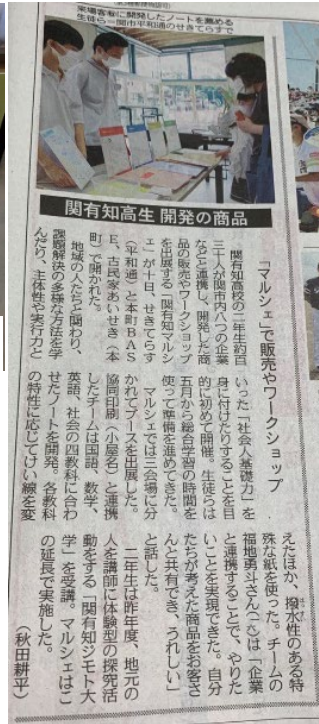 来場客らに開発したノートを薦める
生徒ら=関市平和通のせきてらすで
関有知高生 開発の商品
「マルシェ」で販売やワークショップ
関有知高校の二年生約百
三十人が関市内八つの企業
などと連携し、開発した商
品の販売やワークショップ
を出展する「関有知マルシ
ェ」が十日、せきてらす
(平和通)と本町BAS
E、古民家あいせき(本
町)で開かれた。
地域の人たちと関わり、
課題解決の多様な方法を学
んだり、主体性や実行力と
いった「社会人基礎力」を
身に付けたりすることを目
的に初めて開催。生徒らは
五月から総合学習の時間を
使って準備を進めてきた。
マルシェでは三会場に分
かれてブースを出展した。
協同印刷(小屋名)と連携
したチームは国語、数学、
英語、社会の四教科に合わ
せたノートを開発。各教科
の特性に応じてけい線を変
えたほか、撥水性のある特
殊な紙を使った。チームの
福地勇斗さん は「企業
と連携することで、やりた
いことを実現できた。自分
たちが考えた商品をお客さ
んと共有でき、うれしい」
と話した。
二年生は昨年度、地元の
人を講師に体験型の探究活
動をする「関有知ジモト大
学」を受講。マルシェはこ
の延長で実施した。
(秋田耕平)